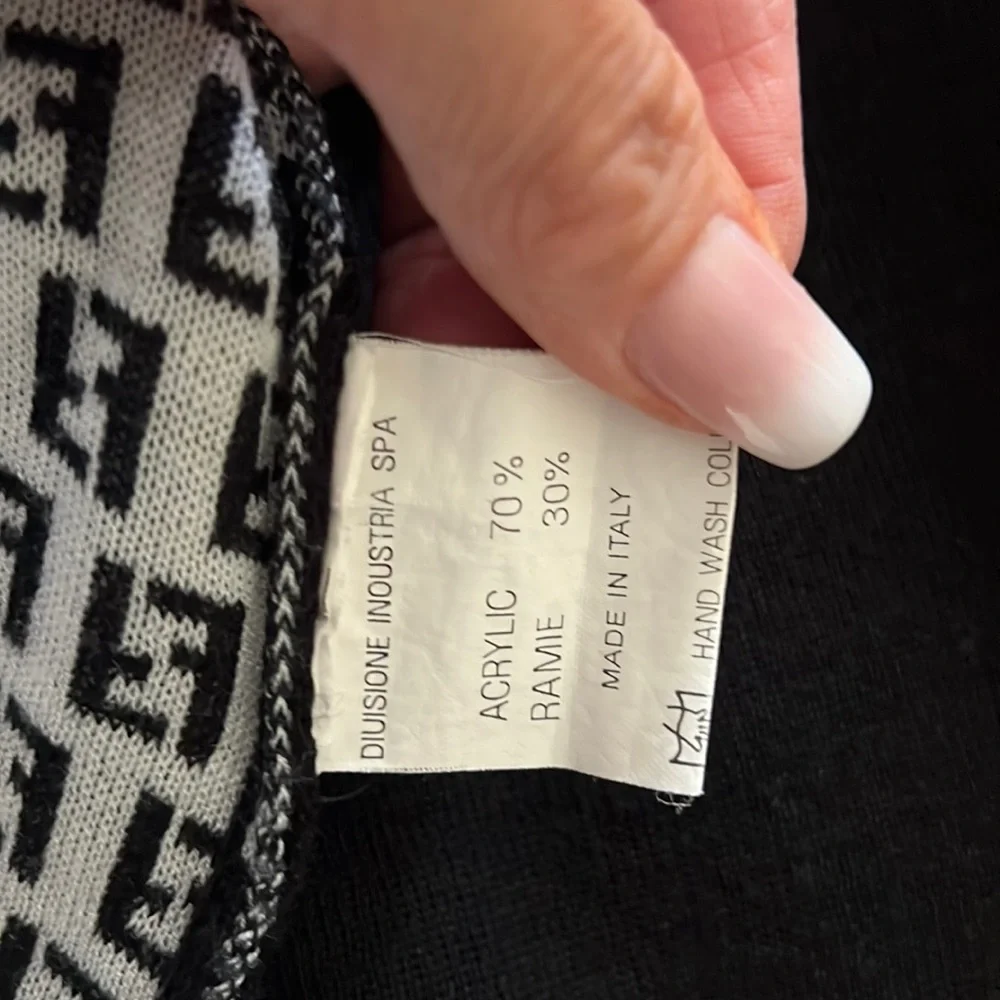 DIUISIONE INOUSTRIA SPA
ACRYLIC 70%
RAMIE 30%
MADE IN ITALY
HAND WASH